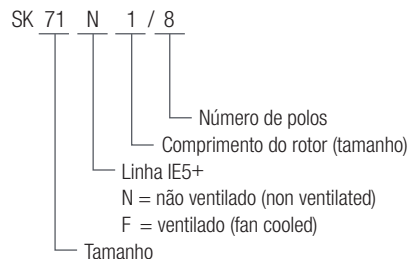 SK 71 N 1 / 8
Número de polos
Comprimento do rotor (tamanho)
Linha IE5+
N = não ventilado (non ventilated)
F = ventilado (fan cooled)
Tamanho